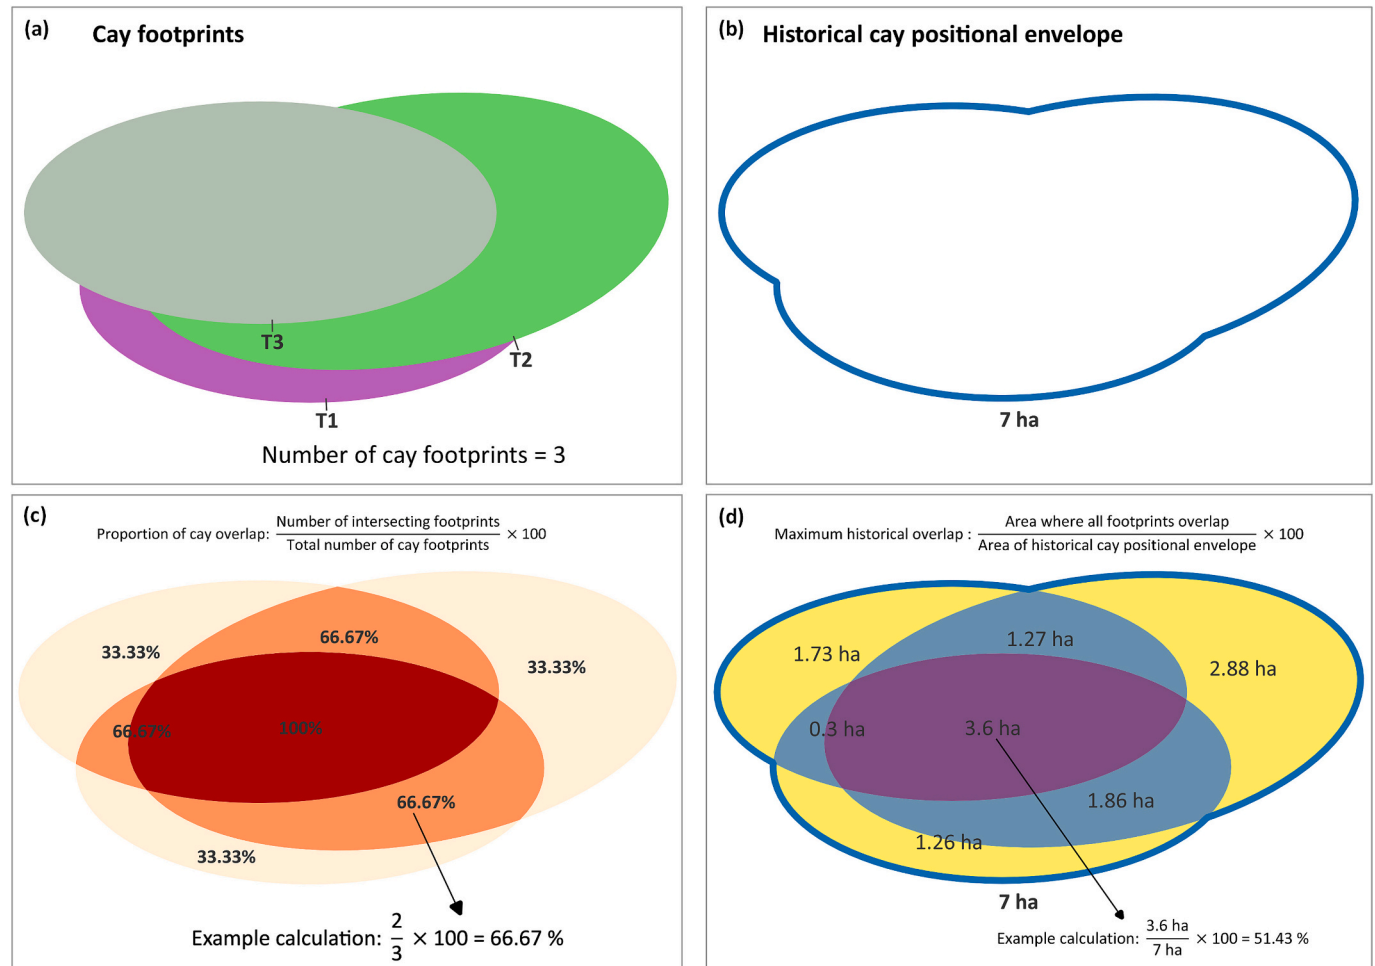 (a) Cay footprints
T3
T2
T1
Number of cay footprints = 3
(b) Historical cay positional envelope
7 ha
(c)
Proportion of cay overlap: Number of intersecting footprints / Total number of cay footprints × 100
66.67%
33.33%
33.33%
66.67%
100%
66.67%
33.33%
Example calculation: 2/3 × 100 = 66.67 %
(d)
Maximum historical overlap : Area where all footprints overlap / Area of historical cay positional envelope × 100
1.27 ha
1.73 ha
2.88 ha
0.3 ha
3.6 ha
1.86 ha
1.26 ha
7 ha
Example calculation: 3.6 ha / 7 ha × 100 = 51.43 %